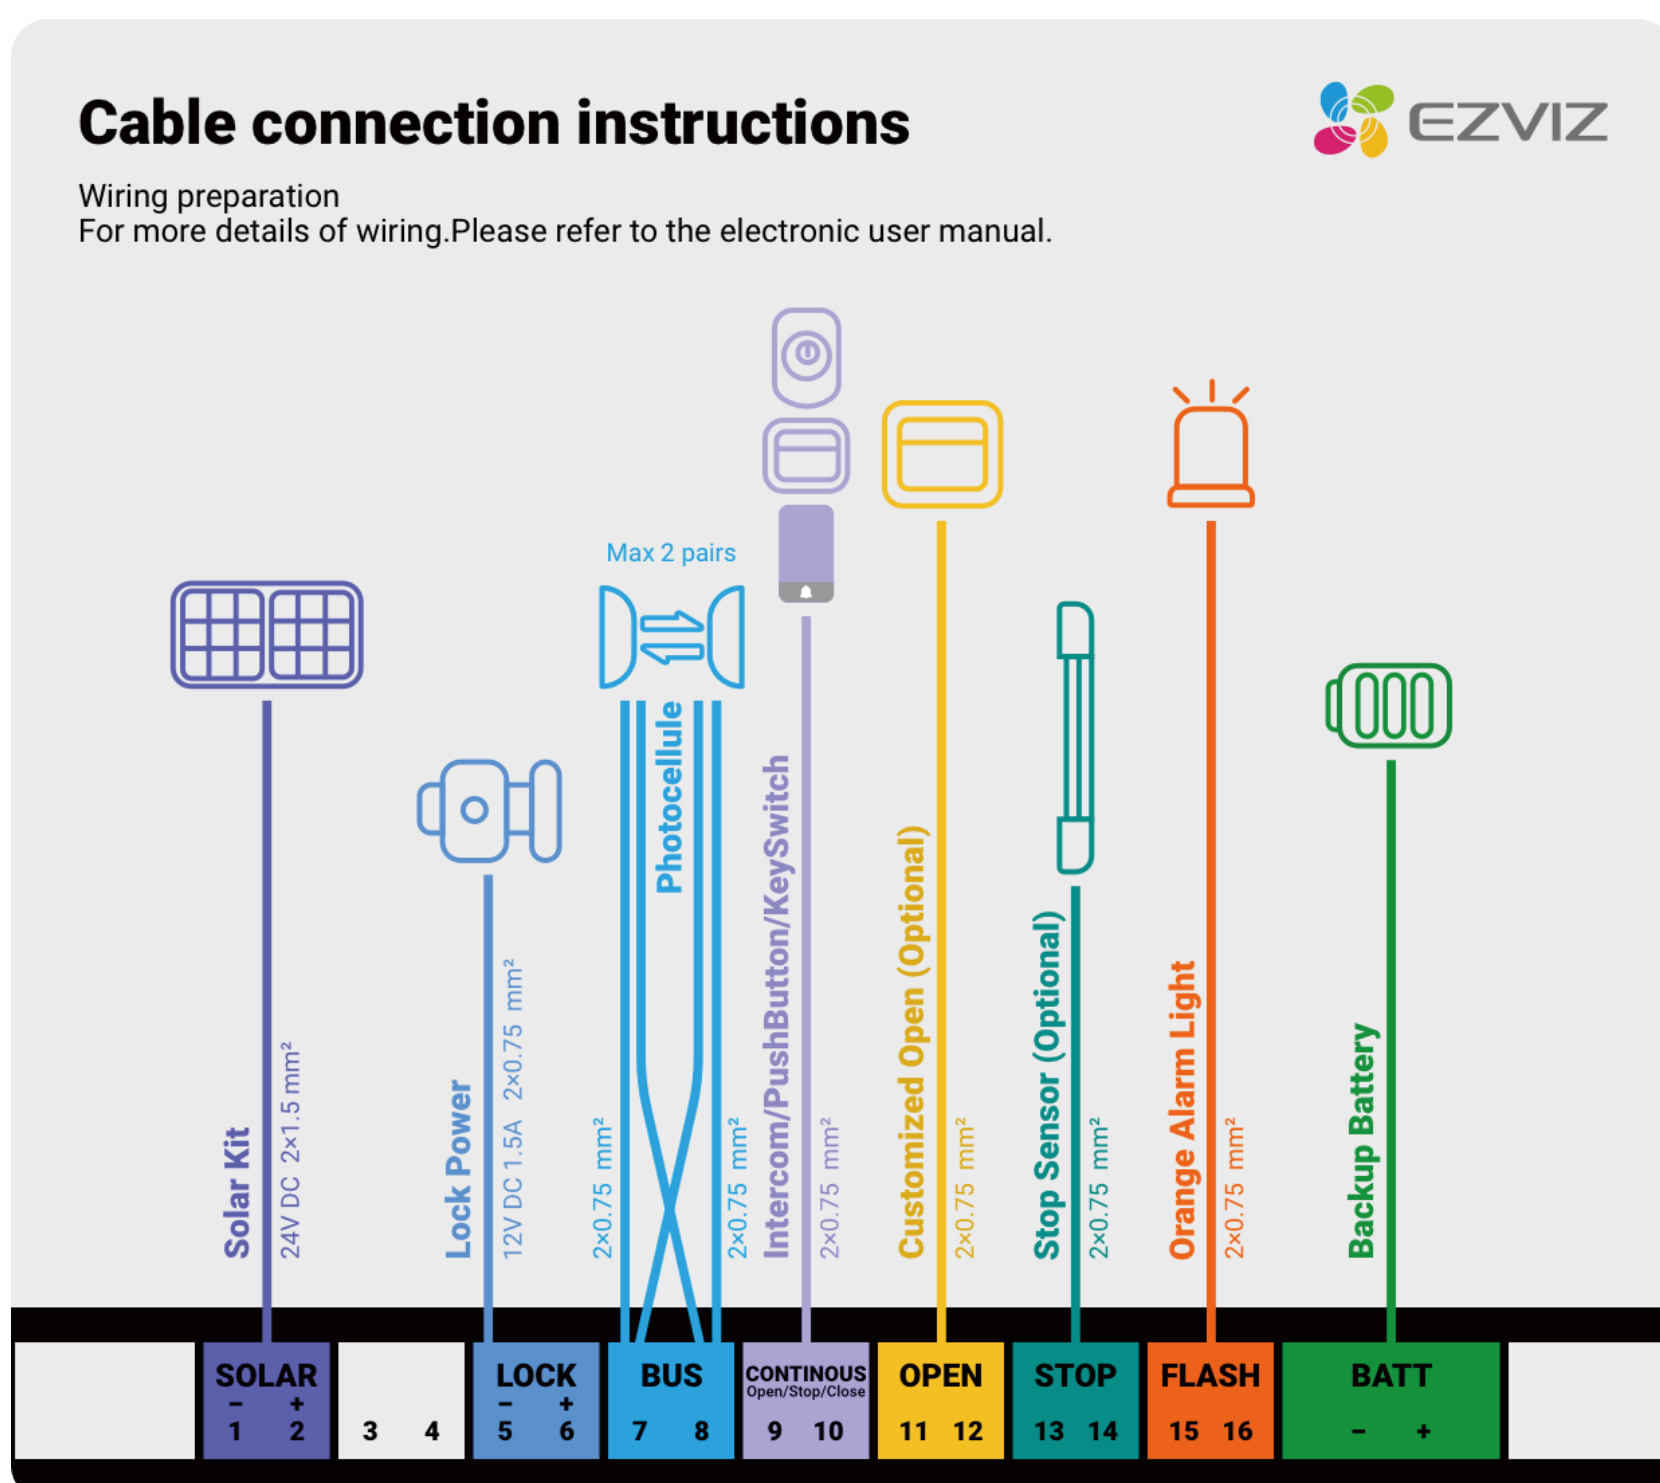 Cable connection instructions
EZVIZ
Wiring preparation
For more details of wiring.Please refer to the electronic user manual.
Max 2 pairs
Solar Kit
24V DC 2×1.5 mm²
Lock Power
12V DC 1.5A 2×0.75 mm²
2×0.75 mm²
Photocellule
2×0.75 mm²
Intercom/PushButton/KeySwitch
2×0.75 mm²
Customized Open (Optional)
2×0.75 mm²
Stop Sensor (Optional)
2×0.75 mm²
Orange Alarm Light
2×0.75 mm²
Backup Battery
SOLAR
− +
1 2
3 4
LOCK
− +
5 6
BUS
7 8
CONTINOUS
Open/Stop/Close
9 10
OPEN
11 12
STOP
13 14
FLASH
15 16
BATT
− +